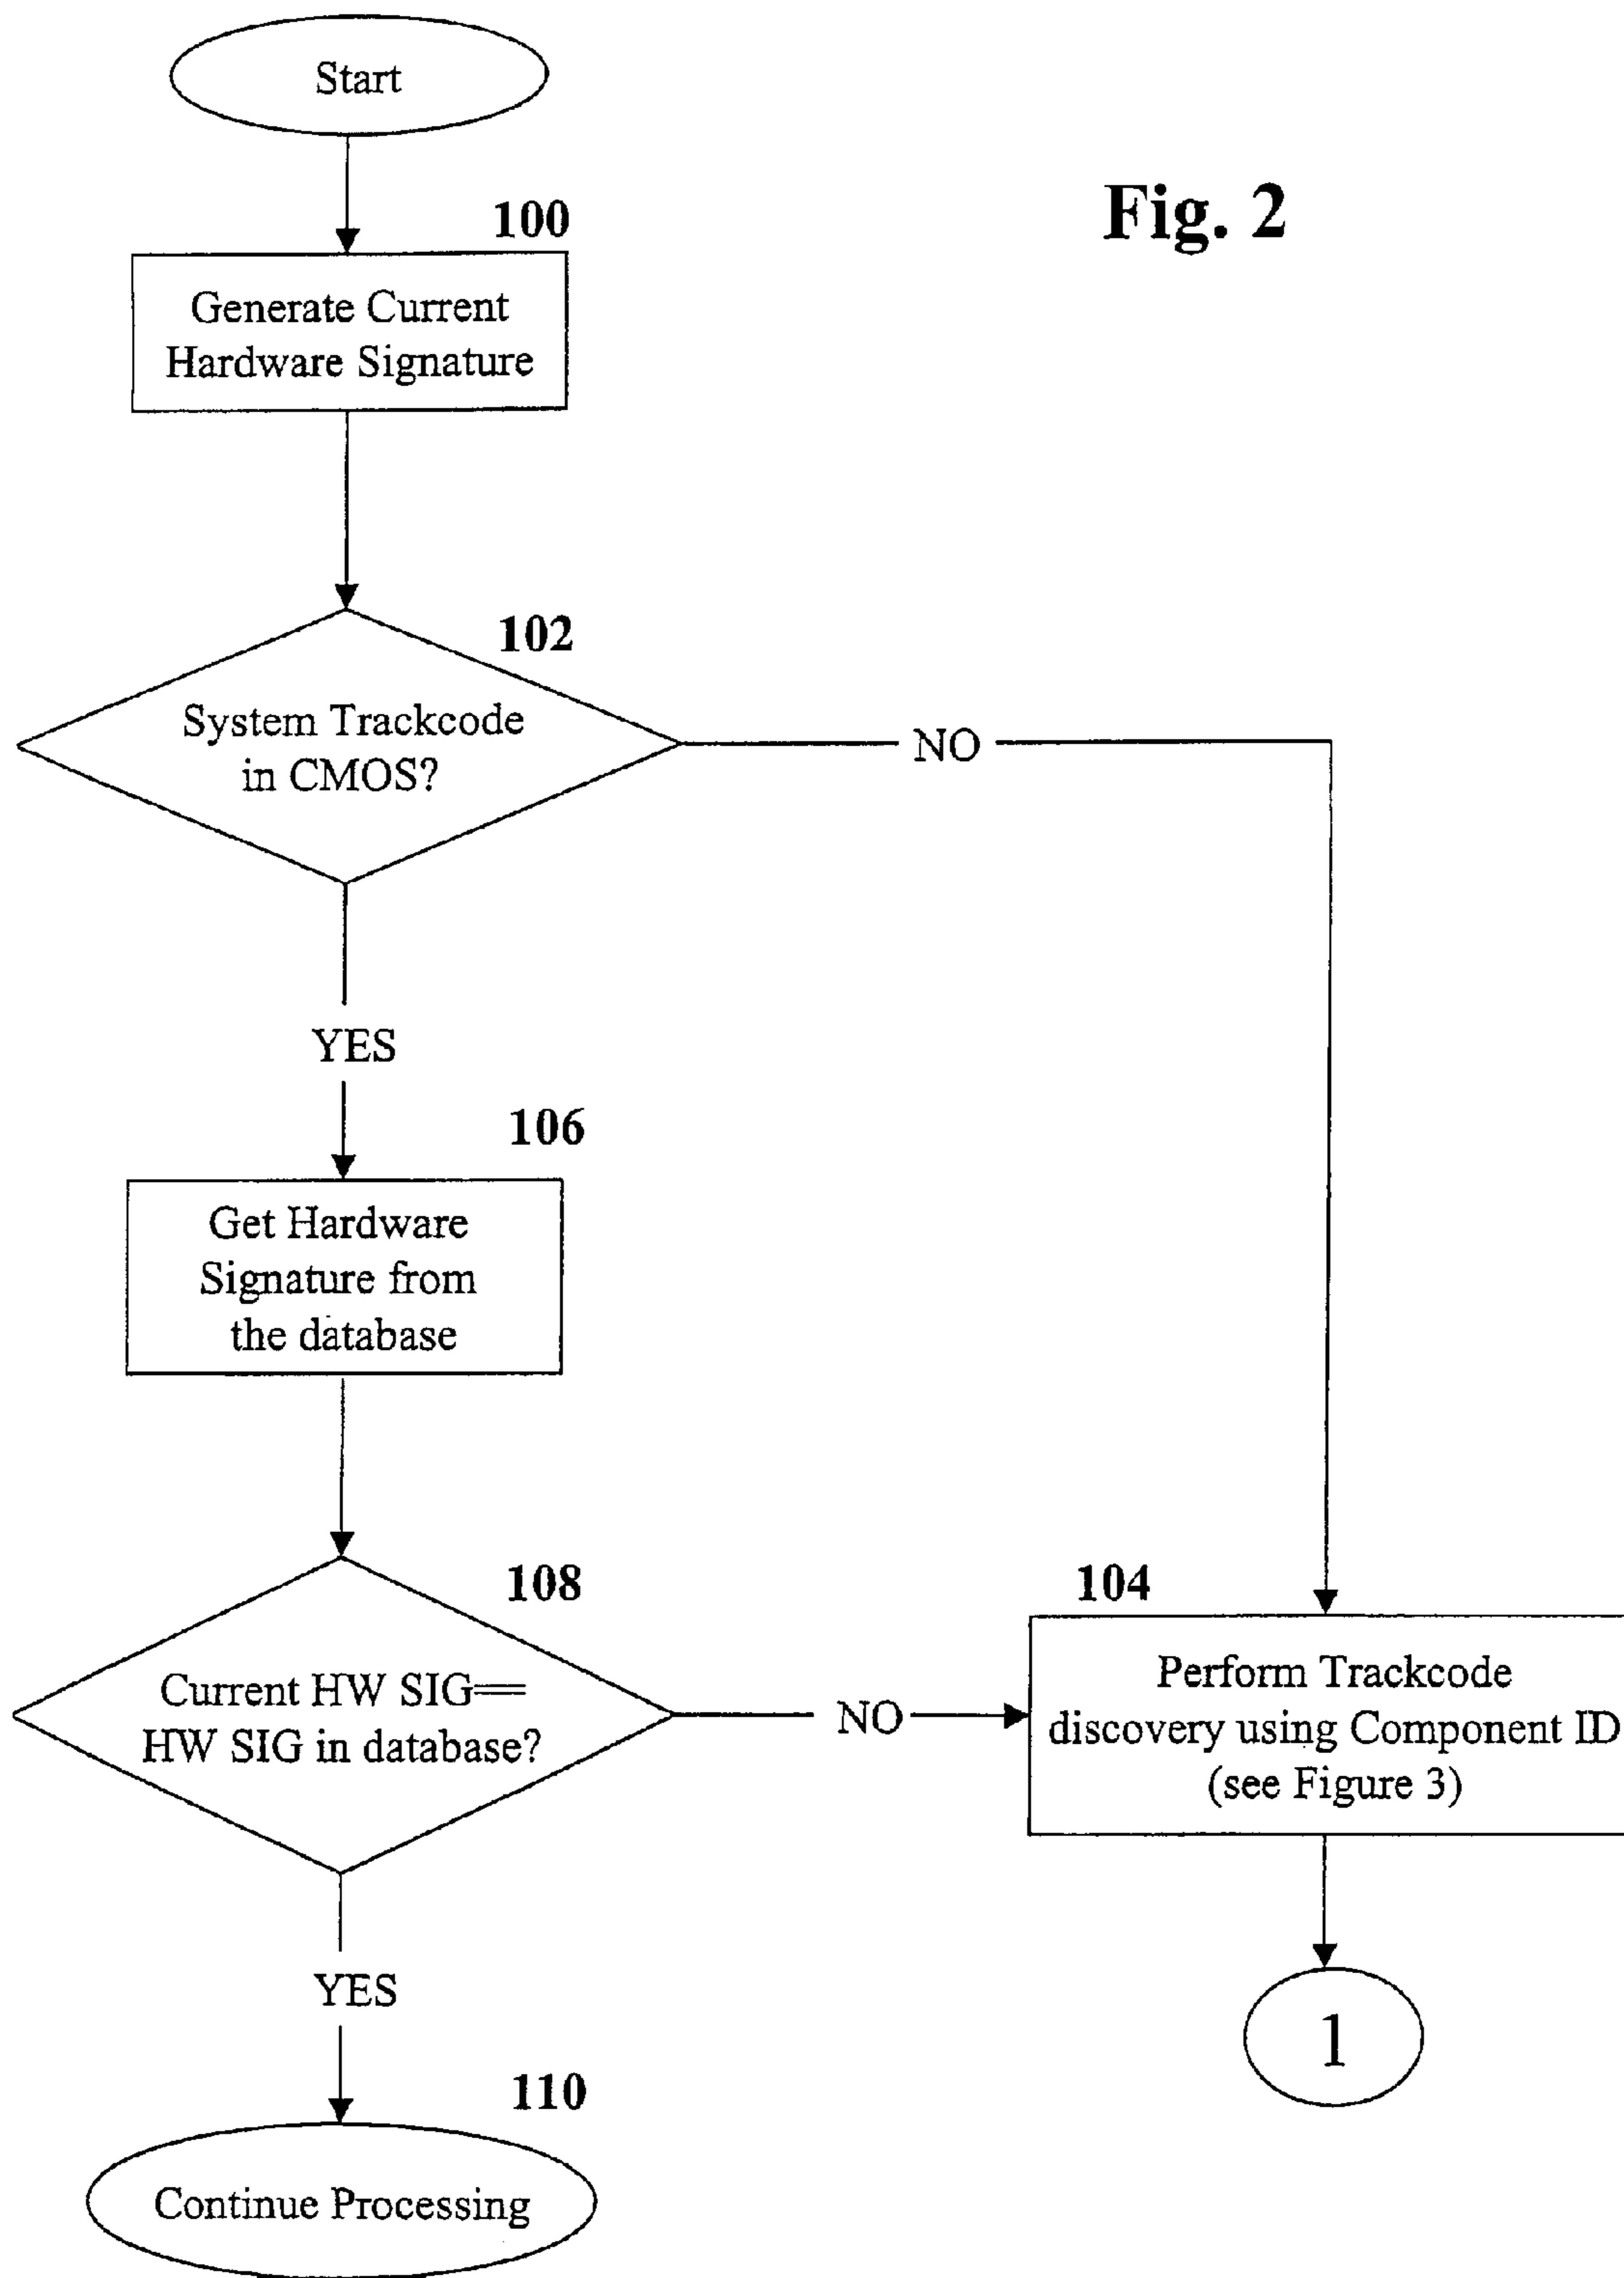 Start
Fig. 2
100
Generate Current
Hardware Signature
102
System Trackcode
in CMOS?
NO
YES
106
Get Hardware
Signature from
the database
108
Current HW SIG==
HW SIG in database?
NO
104
Perform Trackcode
discovery using Component ID
(see Figure 3)
YES
1
110
Continue Processing